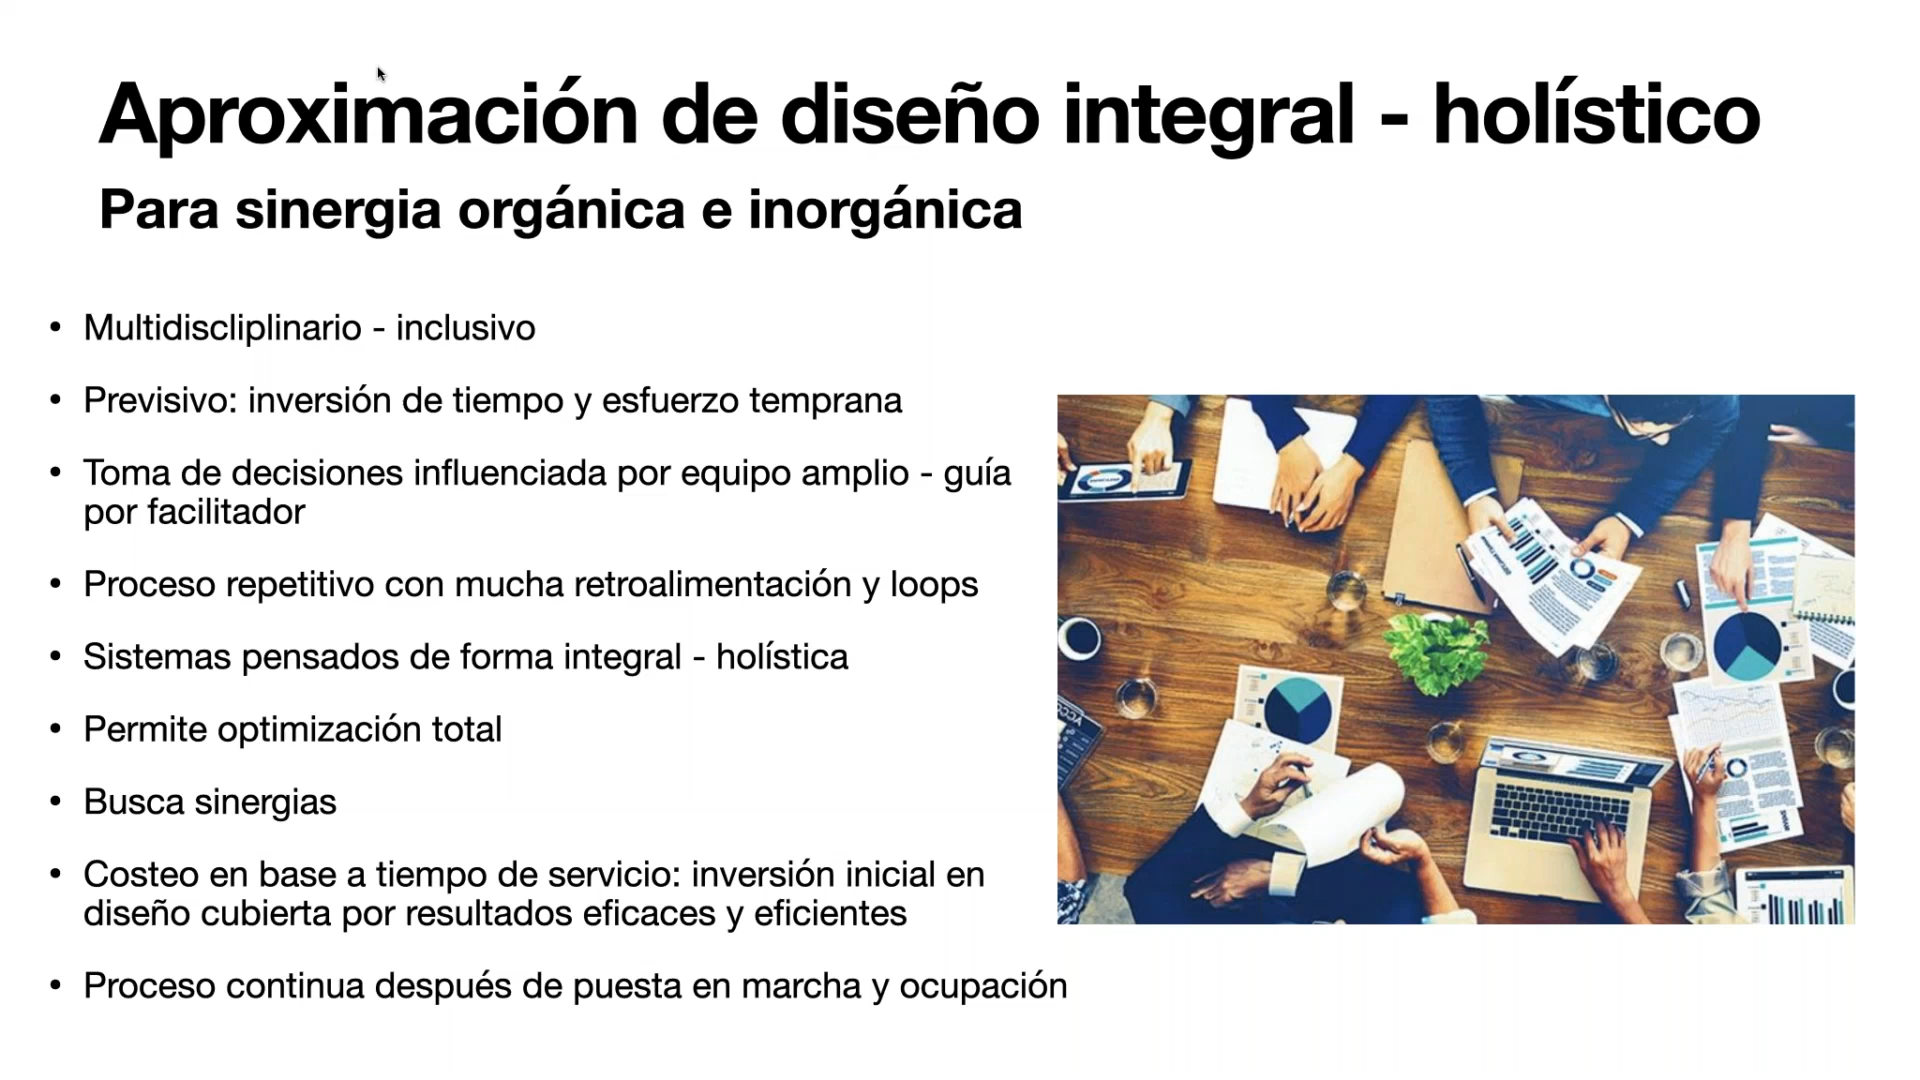 Aproximación de diseño integral - holístico
Para sinergia orgánica e inorgánica
• Multidiscliplinario - inclusivo
• Previsivo: inversión de tiempo y esfuerzo temprana
• Toma de decisiones influenciada por equipo amplio - guía
por facilitador
• Proceso repetitivo con mucha retroalimentación y loops
• Sistemas pensados de forma integral - holística
• Permite optimización total
• Busca sinergias
• Costeo en base a tiempo de servicio: inversión inicial en
diseño cubierta por resultados eficaces y eficientes
• Proceso continua después de puesta en marcha y ocupación